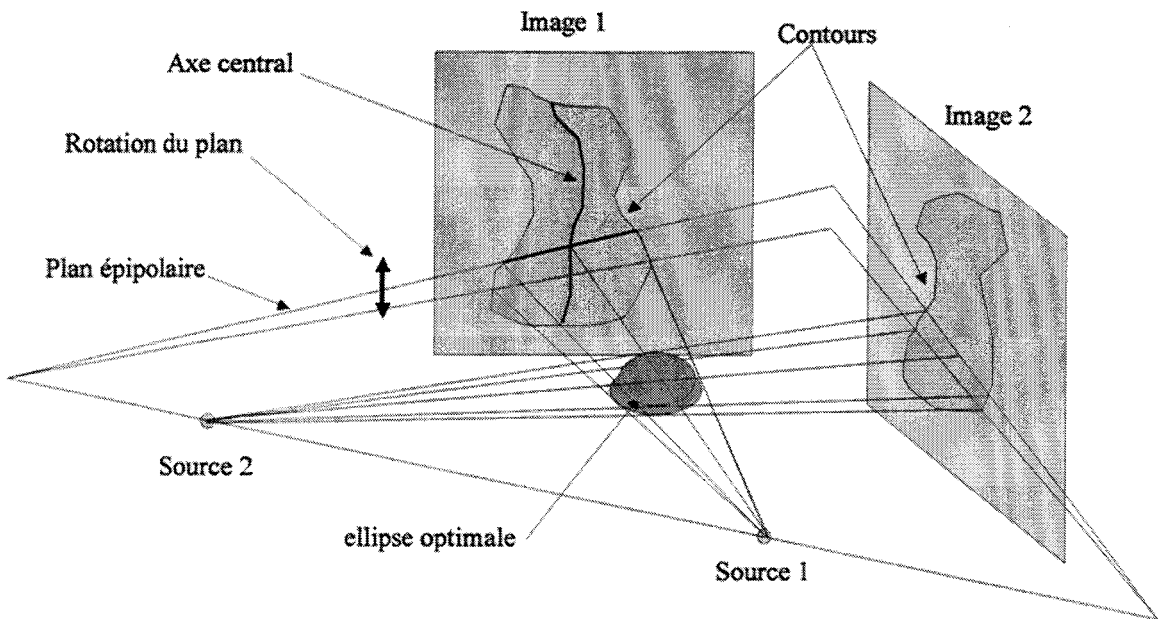 Image 1
Contours
Axe central
Image 2
Rotation du plan
Plan épipolaire
Source 2
ellipse optimale
Source 1